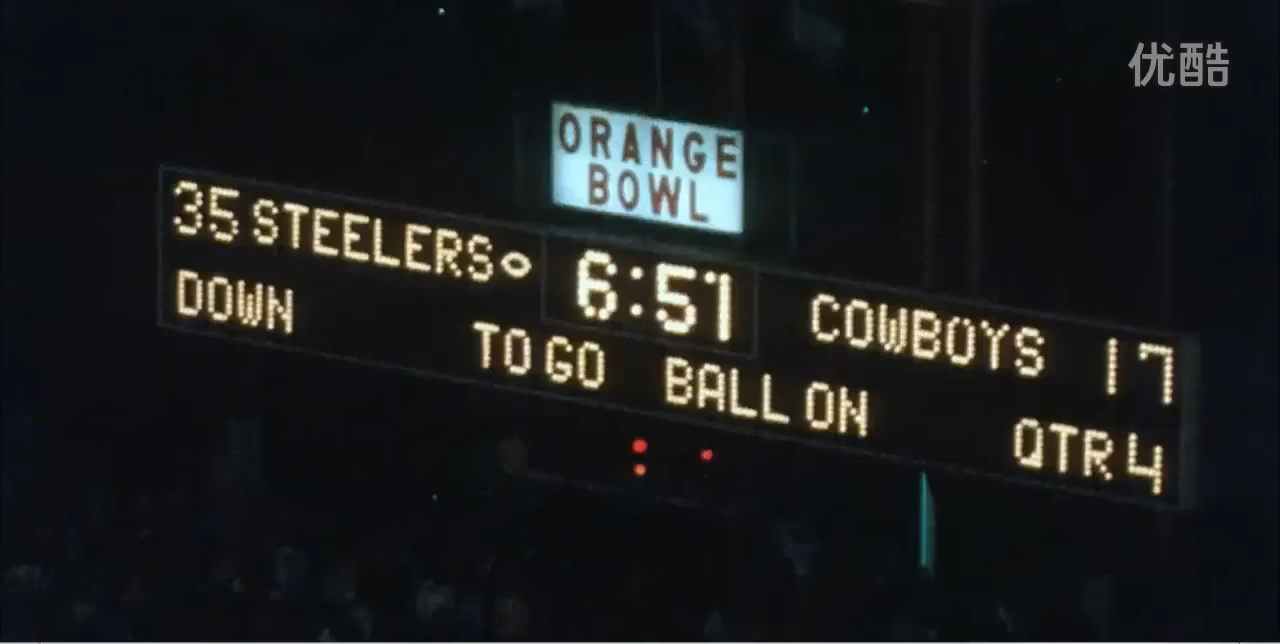 优酷
ORANGE
BOWL
35 STEELERS 6:51 COWBOYS 17
DOWN TO GO BALL ON QTR 4